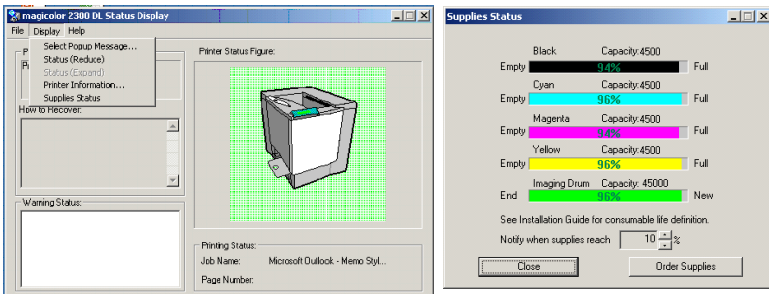 magicolor 2300 DL Status Display
File Display Help
Select Popup Message...
Status (Reduce)
Status (Expand)
Printer Information...
Supplies Status
How to Recover:
Warning Status:
Printer Status Figure:
Printing Status:
Job Name: Microsoft Outlook - Memo Styl...
Page Number:
Supplies Status
Black Capacity:4500
Empty 94% Full
Cyan Capacity:4500
Empty 96% Full
Magenta Capacity:4500
Empty 94% Full
Yellow Capacity:4500
Empty 96% Full
Imaging Drum Capacity: 45000
End 96% New
See Installation Guide for consumable life definition.
Notify when supplies reach 10 %
Close Order Supplies